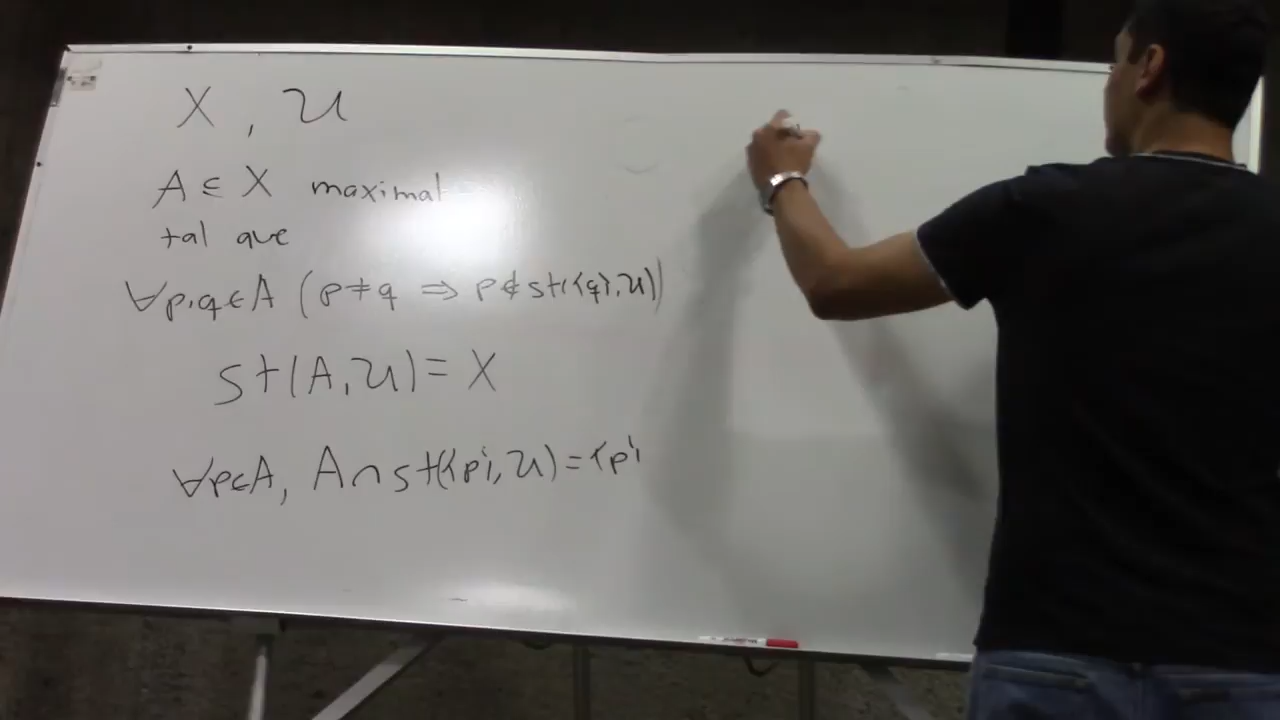 X, 𝒰
A ⊆ X maximal
tal que
∀p,q∈A (p≠q ⇒ p∉st({q},𝒰))
st(A,𝒰)=X
∀p∈A, A∩st({p},𝒰)={p}